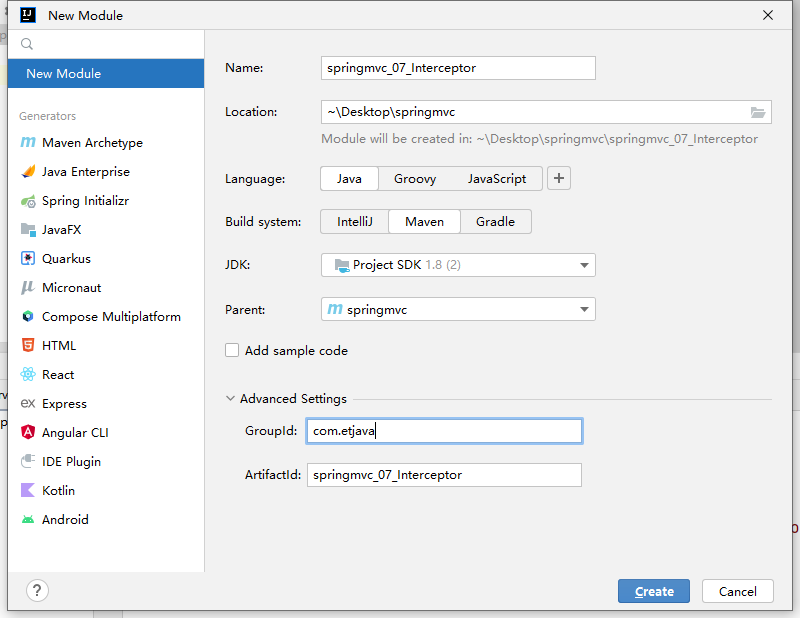 New Module
New Module
Generators
Maven Archetype
Java Enterprise
Spring Initializr
JavaFX
Quarkus
Micronaut
Compose Multiplatform
HTML
React
Express
Angular CLI
IDE Plugin
Kotlin
Android
Name: springmvc_07_Interceptor
Location: ~\Desktop\springmvc
Module will be created in: ~\Desktop\springmvc\springmvc_07_Interceptor
Language: Java Groovy JavaScript +
Build system: IntelliJ Maven Gradle
JDK: Project SDK 1.8 (2)
Parent: springmvc
Add sample code
Advanced Settings
GroupId: com.etjava
ArtifactId: springmvc_07_Interceptor
? Create Cancel